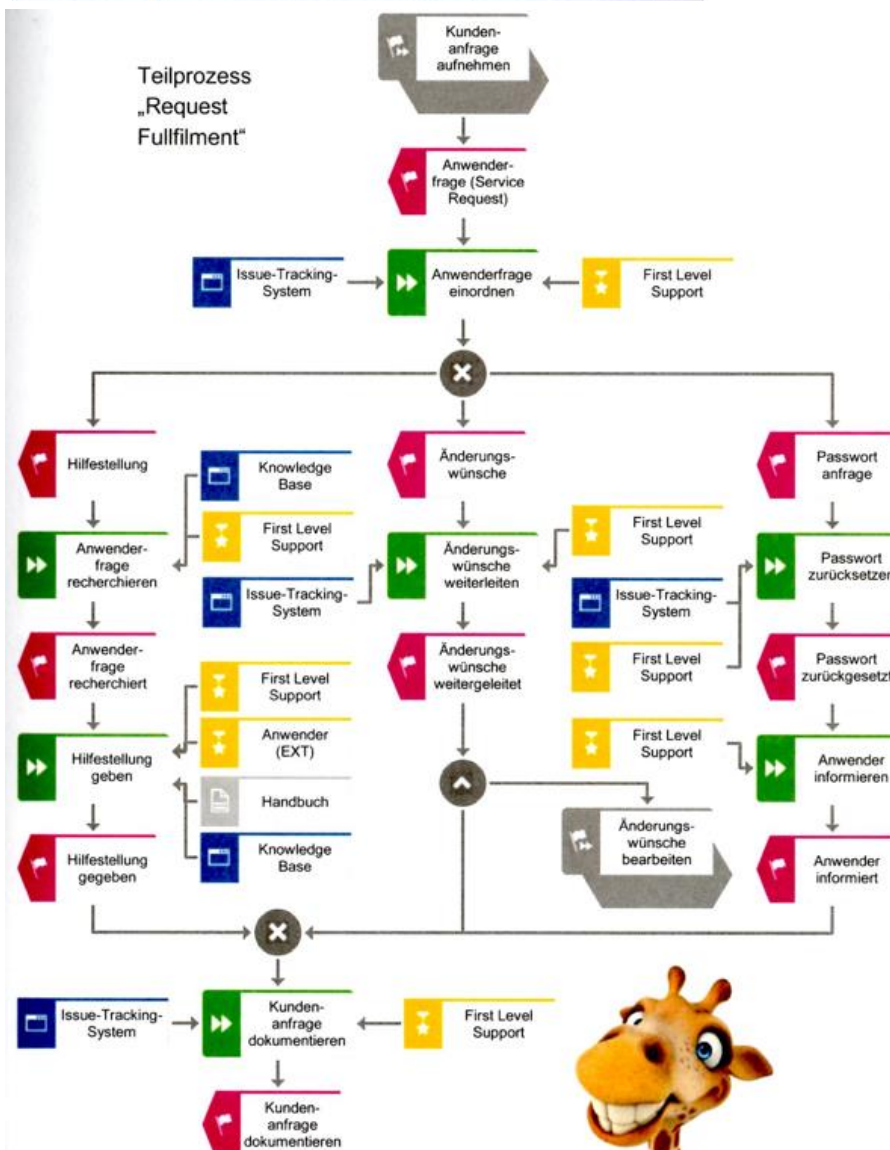 Teilprozess
„Request
Fullfilment“
Kunden-
anfrage
aufnehmen
Anwender-
frage (Service
Request)
Issue-Tracking-
System
Anwenderfrage
einordnen
First Level
Support
Hilfestellung
Knowledge
Base
Änderungs-
wünsche
Passwort
anfrage
Anwender-
frage
recherchieren
First Level
Support
Issue-Tracking-
System
Änderungs-
wünsche
weiterleiten
First Level
Support
Issue-Tracking-
System
Passwort
zurücksetzen
Anwender-
frage
recherchiert
First Level
Support
Änderungs-
wünsche
weitergeleitet
First Level
Support
Passwort
zurückgesetzt
Hilfestellung
geben
Anwender
(EXT)
Handbuch
First Level
Support
Anwender
informieren
Hilfestellung
gegeben
Knowledge
Base
Änderungs-
wünsche
bearbeiten
Anwender
informiert
Issue-Tracking-
System
Kunden-
anfrage
dokumentieren
First Level
Support
Kunden-
anfrage
dokumentieren